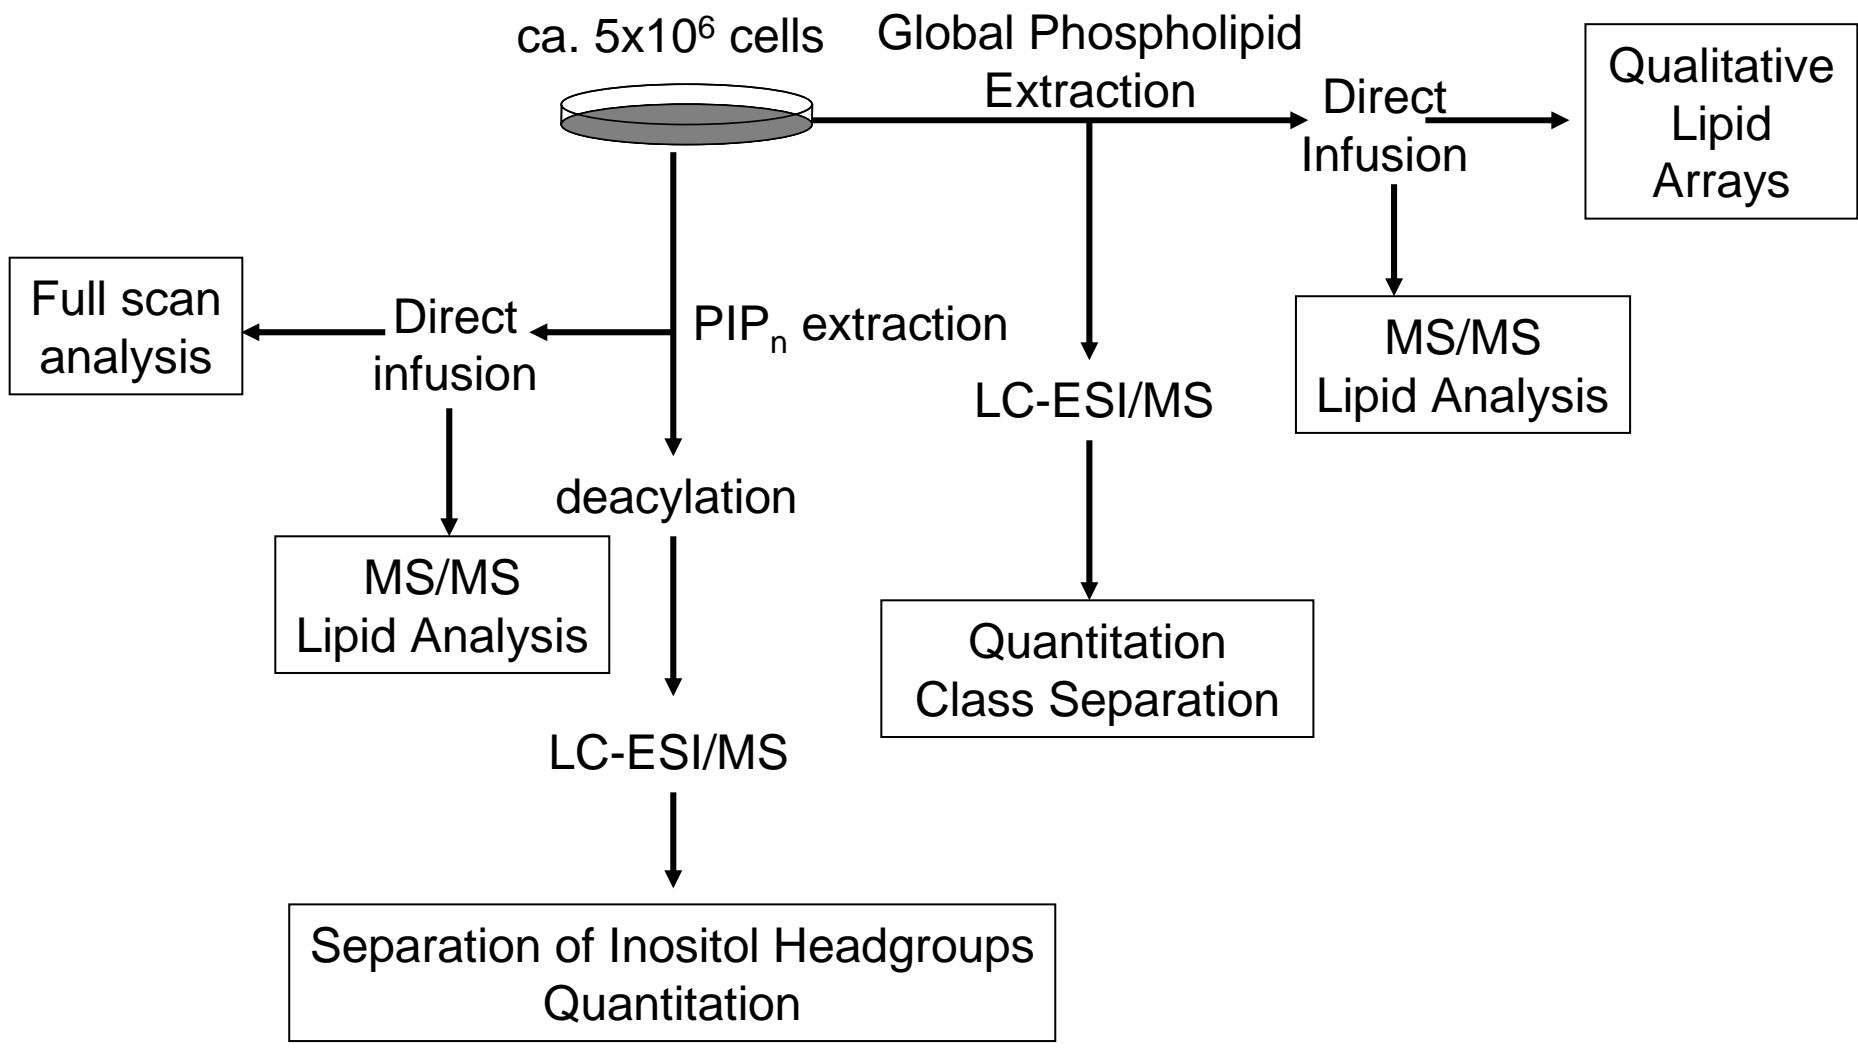 ca. 5x10⁶ cells
Global Phospholipid
Extraction
Direct
Infusion
Qualitative
Lipid
Arrays
MS/MS
Lipid Analysis
Full scan
analysis
Direct
infusion
PIPₙ extraction
LC-ESI/MS
deacylation
MS/MS
Lipid Analysis
Quantitation
Class Separation
LC-ESI/MS
Separation of Inositol Headgroups
Quantitation